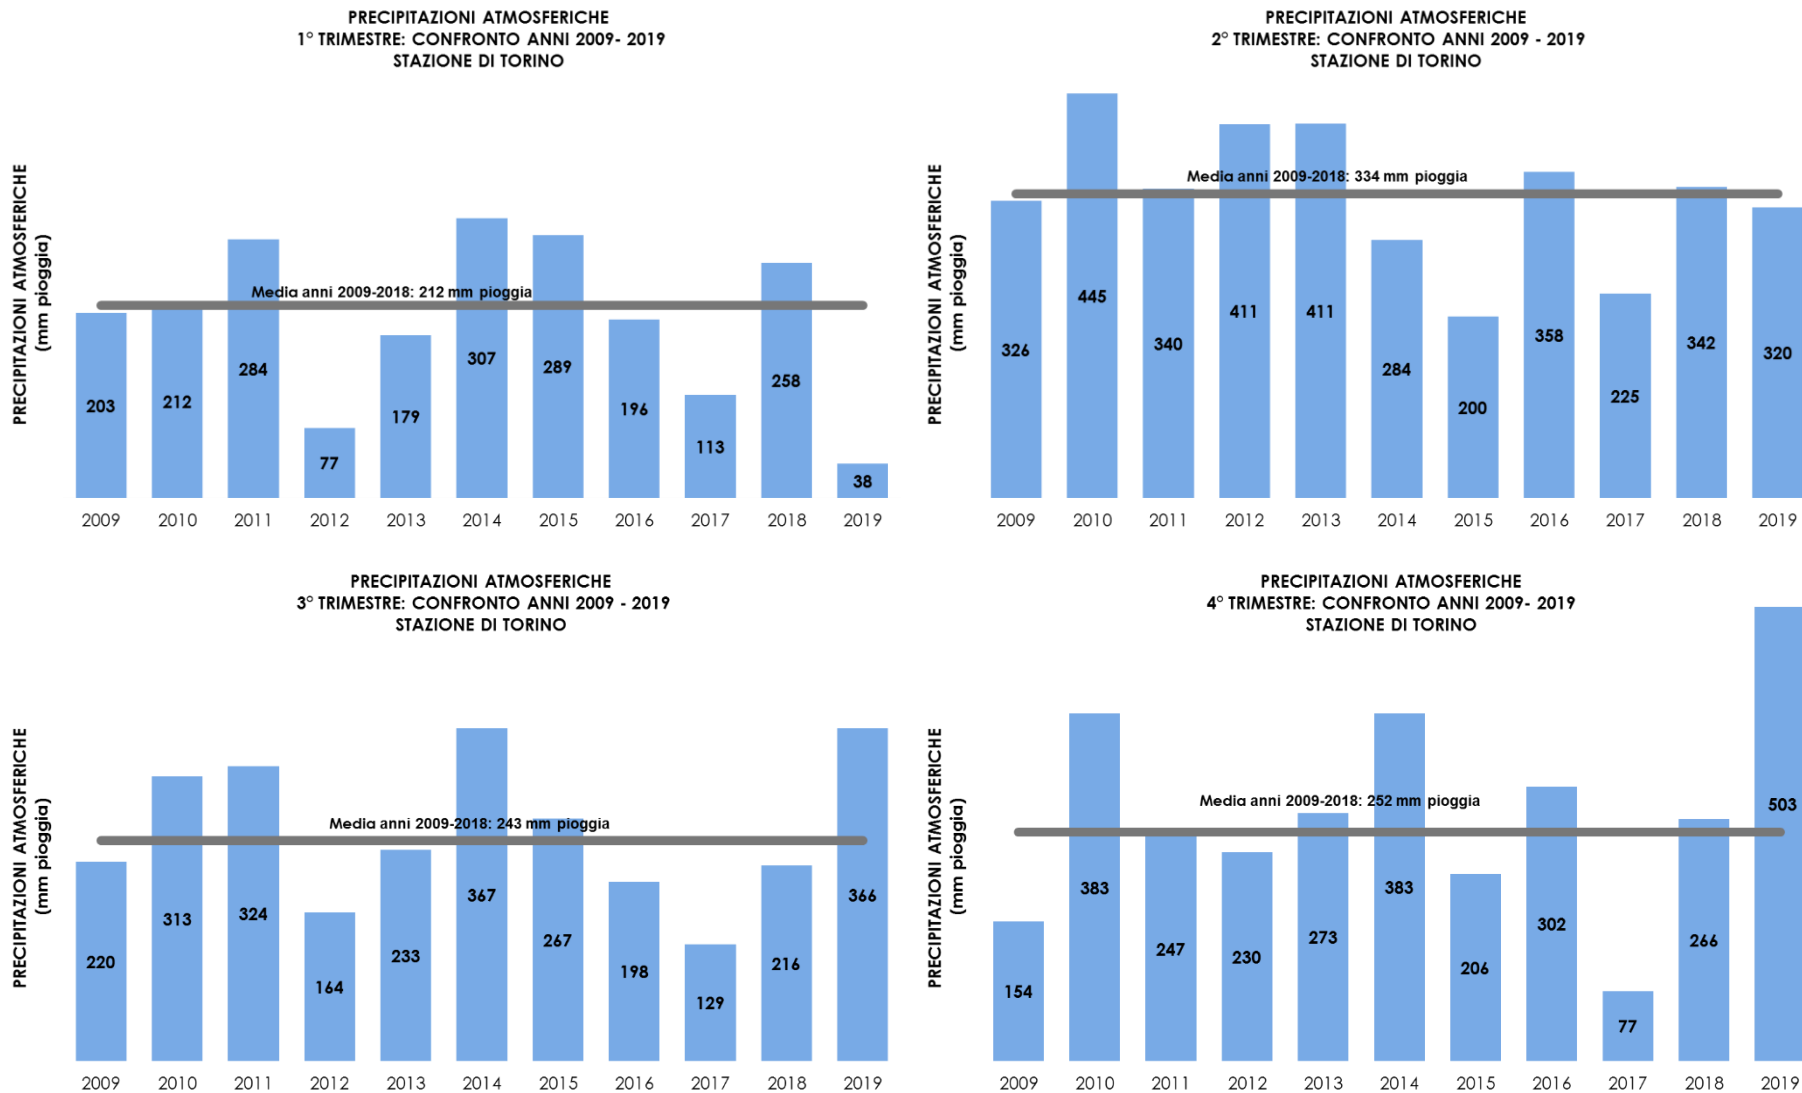 PRECIPITAZIONI ATMOSFERICHE
1° TRIMESTRE: CONFRONTO ANNI 2009- 2019
STAZIONE DI TORINO
PRECIPITAZIONI ATMOSFERICHE
(mm pioggia)
Media anni 2009-2018: 212 mm pioggia
203
212
284
77
179
307
289
196
113
258
38
2009 2010 2011 2012 2013 2014 2015 2016 2017 2018 2019
PRECIPITAZIONI ATMOSFERICHE
2° TRIMESTRE: CONFRONTO ANNI 2009 - 2019
STAZIONE DI TORINO
PRECIPITAZIONI ATMOSFERICHE
(mm pioggia)
Media anni 2009-2018: 334 mm pioggia
326
445
340
411
411
284
200
358
225
342
320
2009 2010 2011 2012 2013 2014 2015 2016 2017 2018 2019
PRECIPITAZIONI ATMOSFERICHE
3° TRIMESTRE: CONFRONTO ANNI 2009 - 2019
STAZIONE DI TORINO
PRECIPITAZIONI ATMOSFERICHE
(mm pioggia)
Media anni 2009-2018: 243 mm pioggia
220
313
324
164
233
367
267
198
129
216
366
2009 2010 2011 2012 2013 2014 2015 2016 2017 2018 2019
PRECIPITAZIONI ATMOSFERICHE
4° TRIMESTRE: CONFRONTO ANNI 2009- 2019
STAZIONE DI TORINO
PRECIPITAZIONI ATMOSFERICHE
(mm pioggia)
Media anni 2009-2018: 252 mm pioggia
154
383
247
230
273
383
206
302
77
266
503
2009 2010 2011 2012 2013 2014 2015 2016 2017 2018 2019